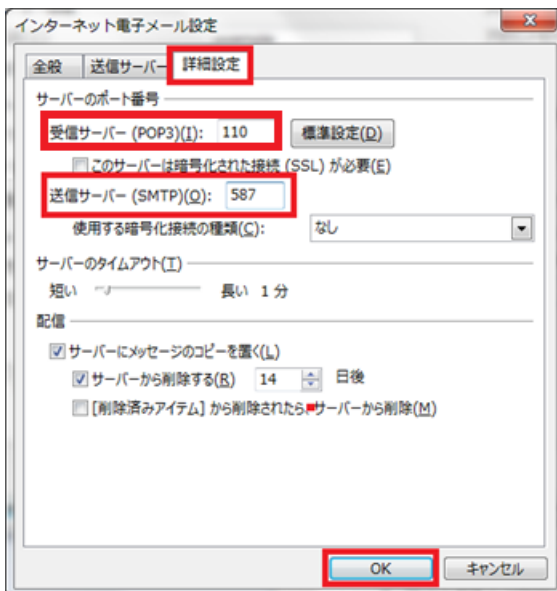 インターネット電子メール設定
全般 送信サーバー 詳細設定
サーバーのポート番号
受信サーバー (POP3)(I): 110 標準設定(D)
このサーバーは暗号化された接続 (SSL) が必要(E)
送信サーバー (SMTP)(O): 587
使用する暗号化接続の種類(C): なし
サーバーのタイムアウト(T)
短い 長い 1 分
配信
サーバーにメッセージのコピーを置く(L)
サーバーから削除する(R) 14 日後
[削除済みアイテム] から削除されたら、サーバーから削除(M)
OK キャンセル